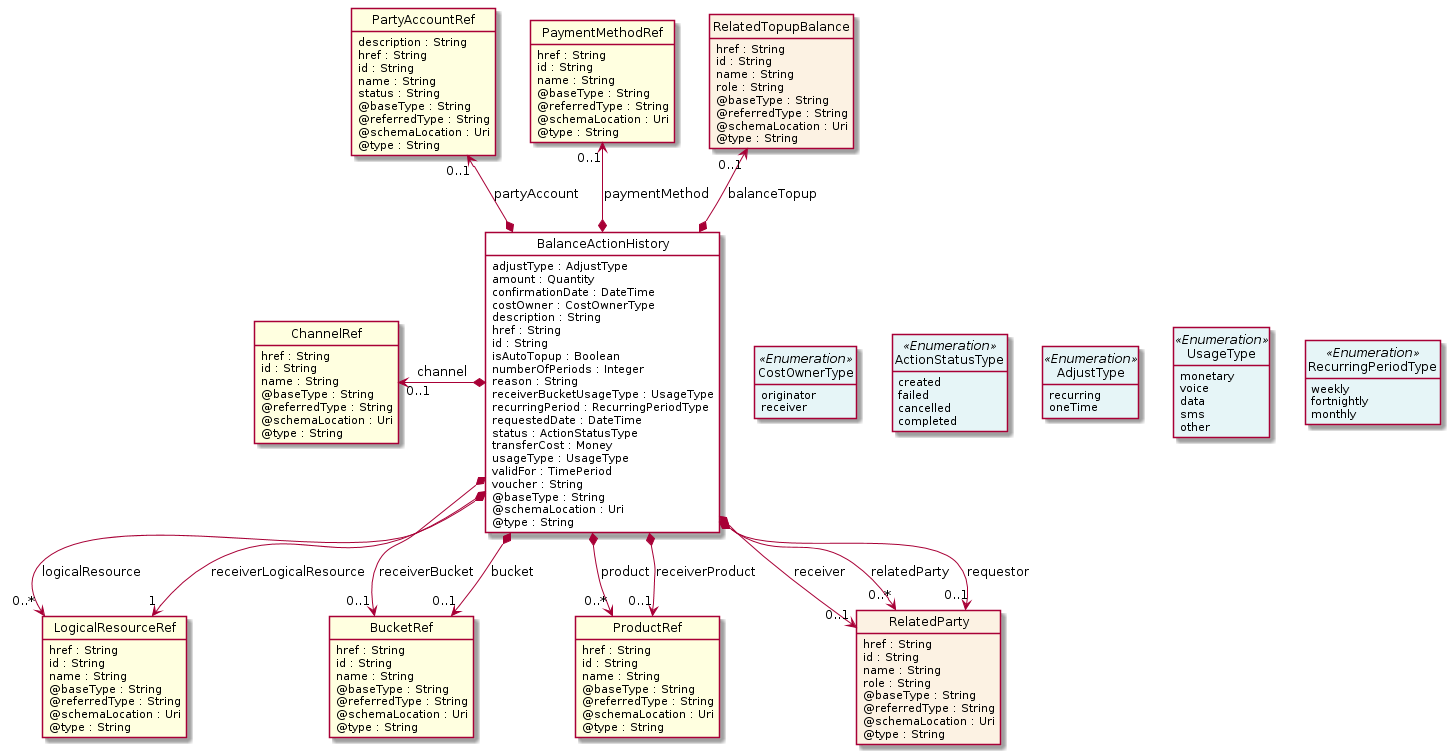 PartyAccountRef
description : String
href : String
id : String
name : String
status : String
@baseType : String
@referredType : String
@schemaLocation : Uri
@type : String
PaymentMethodRef
href : String
id : String
name : String
@baseType : String
@referredType : String
@schemaLocation : Uri
@type : String
RelatedTopupBalance
href : String
id : String
name : String
role : String
@baseType : String
@referredType : String
@schemaLocation : Uri
@type : String
0..1
0..1
0..1
partyAccount
paymentMethod
balanceTopup
BalanceActionHistory
adjustType : AdjustType
amount : Quantity
confirmationDate : DateTime
costOwner : CostOwnerType
description : String
href : String
id : String
isAutoTopup : Boolean
numberOfPeriods : Integer
reason : String
receiverBucketUsageType : UsageType
recurringPeriod : RecurringPeriodType
requestedDate : DateTime
status : ActionStatusType
transferCost : Money
usageType : UsageType
validFor : TimePeriod
voucher : String
@baseType : String
@schemaLocation : Uri
@type : String
ChannelRef
href : String
id : String
name : String
@baseType : String
@referredType : String
@schemaLocation : Uri
@type : String
channel
0..1
«Enumeration»
CostOwnerType
originator
receiver
«Enumeration»
ActionStatusType
created
failed
cancelled
completed
«Enumeration»
AdjustType
recurring
oneTime
«Enumeration»
UsageType
monetary
voice
data
sms
other
«Enumeration»
RecurringPeriodType
weekly
fortnightly
monthly
logicalResource
receiverLogicalResource
receiverBucket
bucket
product
receiverProduct
receiver
relatedParty
requestor
0..*
1
0..1
0..1
0..*
0..1
0..1
0..*
0..1
LogicalResourceRef
href : String
id : String
name : String
@baseType : String
@referredType : String
@schemaLocation : Uri
@type : String
BucketRef
href : String
id : String
name : String
@baseType : String
@referredType : String
@schemaLocation : Uri
@type : String
ProductRef
href : String
id : String
name : String
@baseType : String
@referredType : String
@schemaLocation : Uri
@type : String
RelatedParty
href : String
id : String
name : String
role : String
@baseType : String
@referredType : String
@schemaLocation : Uri
@type : String